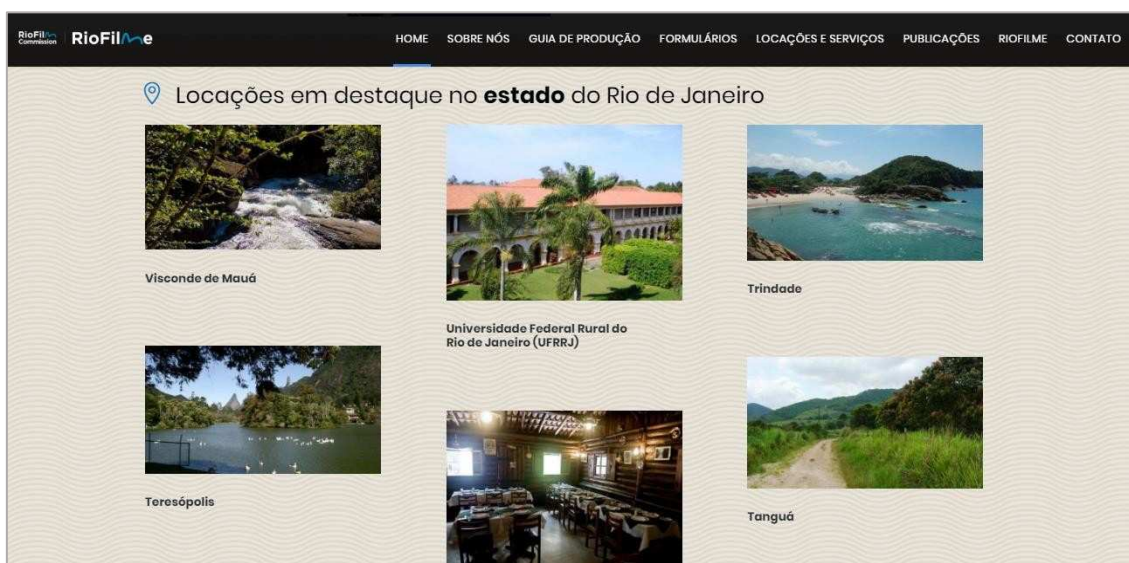 RioFilm Commission RioFilme HOME SOBRE NÓS GUIA DE PRODUÇÃO FORMULÁRIOS LOCAÇÕES E SERVIÇOS PUBLICAÇÕES RIOFILME CONTATO
Locações em destaque no estado do Rio de Janeiro
Visconde de Mauá
Universidade Federal Rural do
Rio de Janeiro (UFRRJ)
Trindade
Teresópolis
Tanguá